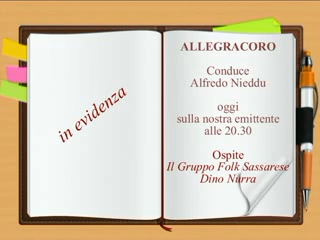 in evidenza
ALLEGRACORO
Conduce
Alfredo Nieddu
oggi
sulla nostra emittente
alle 20.30
Ospite
Il Gruppo Folk Sassarese
Dino Nurra